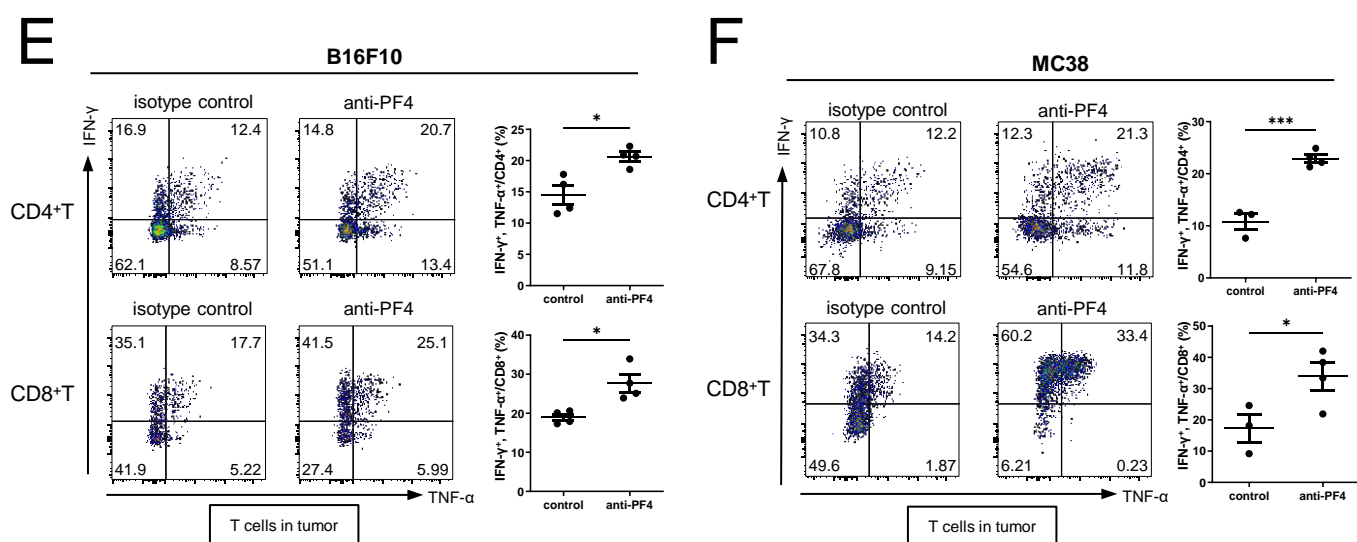 E
B16F10
IFN-γ
isotype control
anti-PF4
16.9 12.4
14.8 20.7
62.1 8.57
51.1 13.4
CD4⁺T
IFN-γ⁺, TNF-α⁺/CD4⁺ (%)
25
20
15
10
5
0
*
control anti-PF4
isotype control
anti-PF4
35.1 17.7
41.5 25.1
41.9 5.22
27.4 5.99
CD8⁺T
IFN-γ⁺, TNF-α⁺/CD8⁺ (%)
40
30
20
10
0
*
control anti-PF4
TNF-α
T cells in tumor
F
MC38
IFN-γ
isotype control
anti-PF4
10.8 12.2
12.3 21.3
67.8 9.15
54.6 11.8
CD4⁺T
IFN-γ⁺, TNF-α⁺/CD4⁺ (%)
30
20
10
0
***
control anti-PF4
isotype control
anti-PF4
34.3 14.2
60.2 33.4
49.6 1.87
6.21 0.23
CD8⁺T
IFN-γ⁺, TNF-α⁺/CD8⁺ (%)
50
40
30
20
10
0
*
control anti-PF4
TNF-α
T cells in tumor